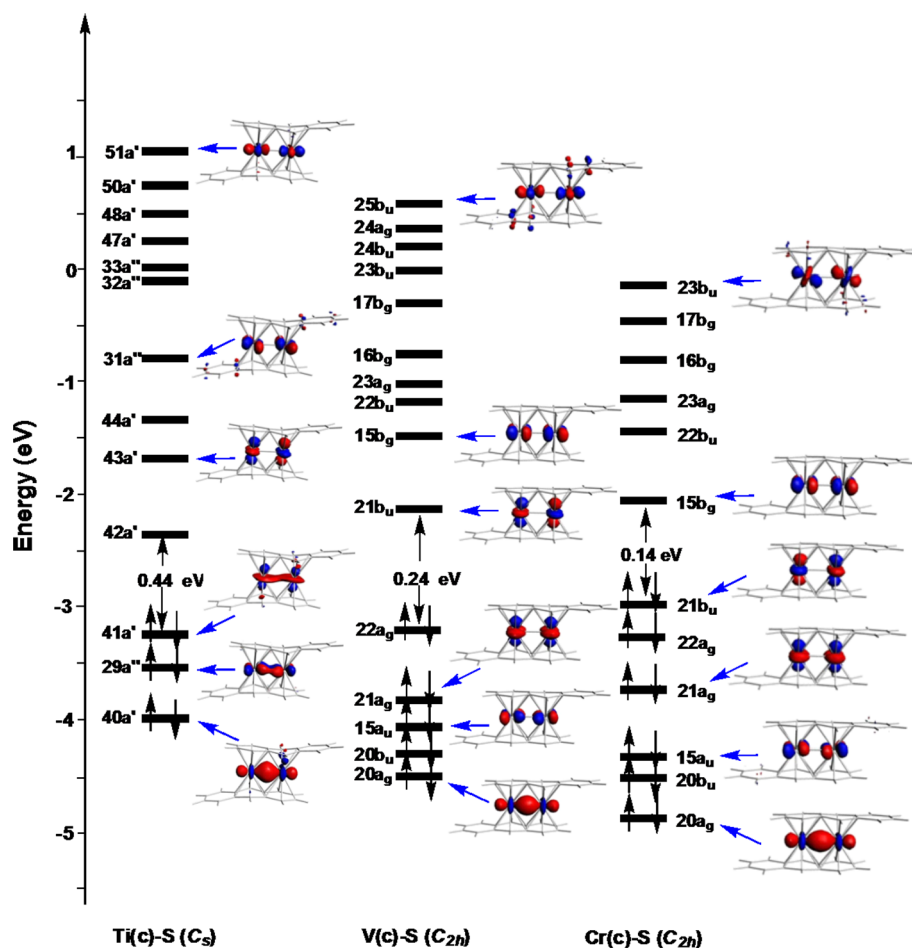 Energy (eV)
1
0
-1
-2
-3
-4
-5
51a'
50a'
48a'
47a'
33a"
32a"
31a"
44a'
43a'
42a'
0.44 eV
41a'
29a"
40a'
Ti(c)-S (Cs)
25bu
24ag
24bu
23bu
17bg
16bg
23ag
22bu
15bg
21bu
0.24 eV
22ag
21ag
15au
20bu
20ag
V(c)-S (C2h)
23bu
17bg
16bg
23ag
22bu
15bg
0.14 eV
21bu
22ag
21ag
15au
20bu
20ag
Cr(c)-S (C2h)